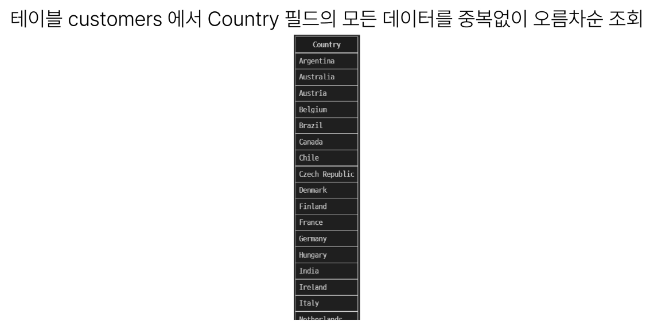 테이블 customers 에서 Country 필드의 모든 데이터를 중복없이 오름차순 조회
Country
Argentina
Australia
Austria
Belgium
Brazil
Canada
Chile
Czech Republic
Denmark
Finland
France
Germany
Hungary
India
Ireland
Italy
Netherlands